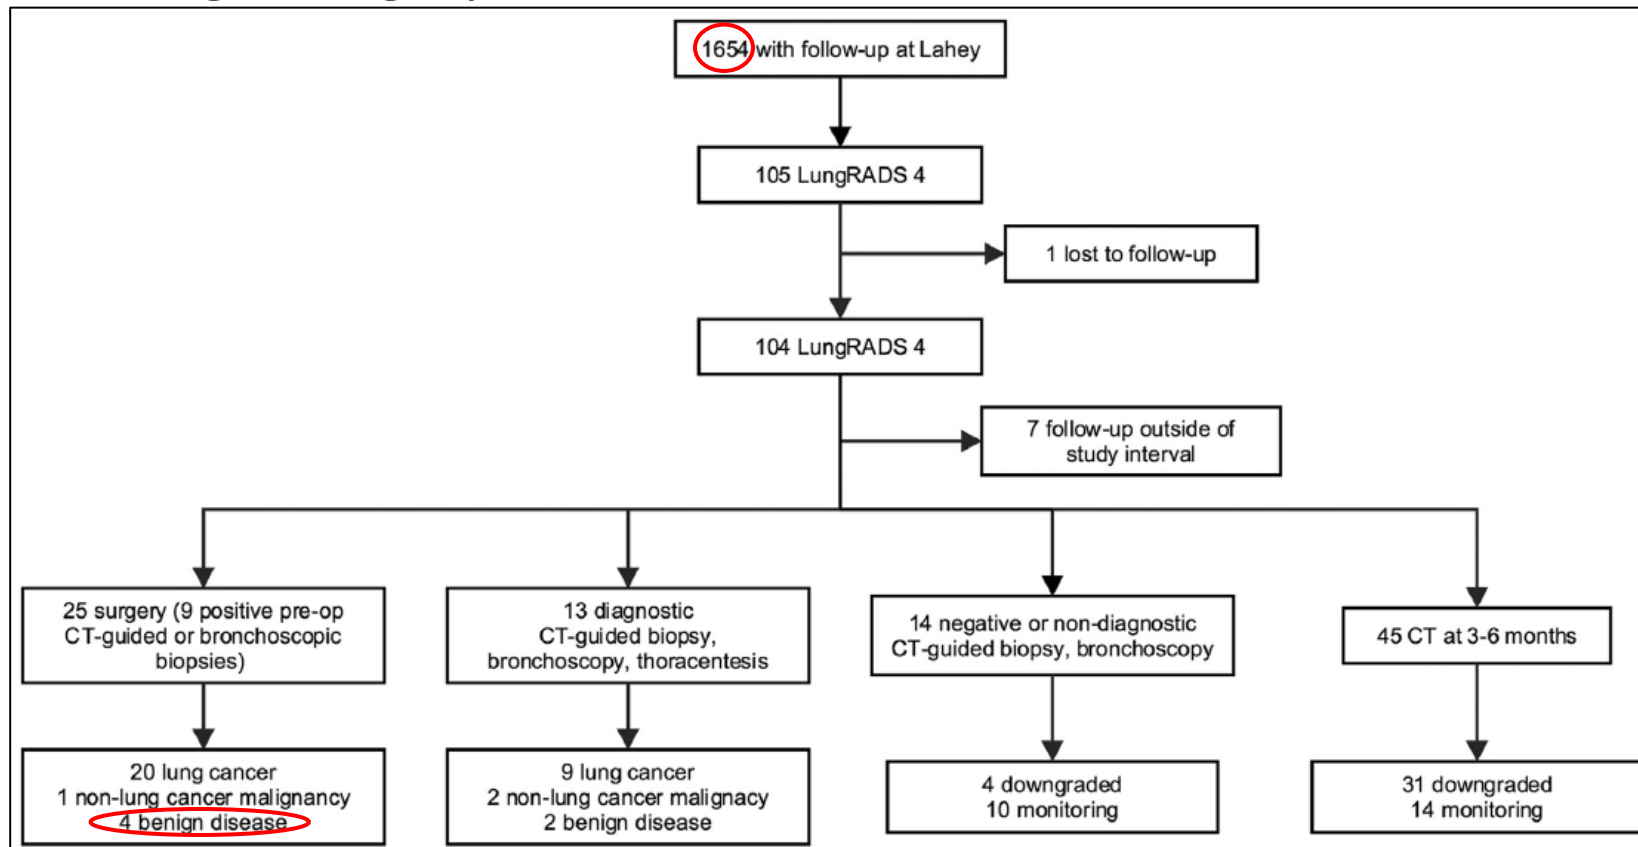 1654 with follow-up at Lahey
105 LungRADS 4
1 lost to follow-up
104 LungRADS 4
7 follow-up outside of
study interval
25 surgery (9 positive pre-op
CT-guided or bronchoscopic
biopsies)
13 diagnostic
CT-guided biopsy,
bronchoscopy, thoracentesis
14 negative or non-diagnostic
CT-guided biopsy, bronchoscopy
45 CT at 3-6 months
20 lung cancer
1 non-lung cancer malignancy
4 benign disease
9 lung cancer
2 non-lung cancer malignacy
2 benign disease
4 downgraded
10 monitoring
31 downgraded
14 monitoring